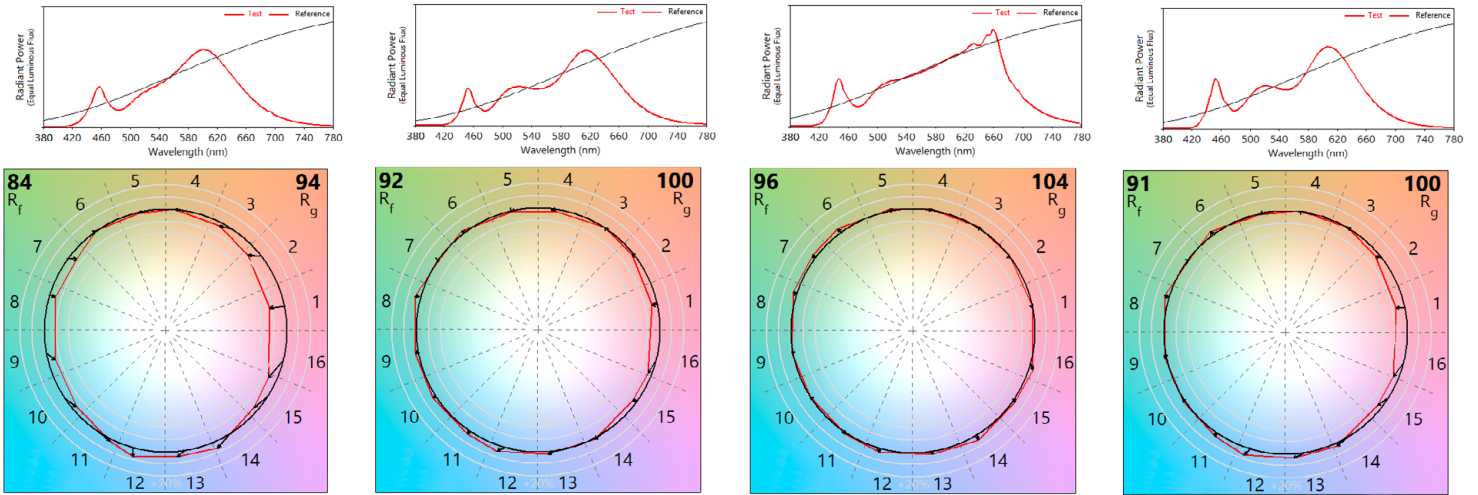 Test Reference
Radiant Power
(Equal Luminous Flux)
380 420 460 500 540 580 620 660 700 740 780
Wavelength (nm)
Test Reference
Radiant Power
(Equal Luminous Flux)
380 420 460 500 540 580 620 660 700 740 780
Wavelength (nm)
Test Reference
Radiant Power
(Equal Luminous Flux)
380 420 460 500 540 580 620 660 700 740 780
Wavelength (nm)
Test Reference
Radiant Power
(Equal Luminous Flux)
380 420 460 500 540 580 620 660 700 740 780
Wavelength (nm)
84 5 4 94
Rf Rg
6 3
7 2
8 1
9 16
10 15
11 14
12 +20% 13
92 5 4 100
Rf Rg
6 3
7 2
8 1
9 16
10 15
11 14
12 +20% 13
96 5 4 104
Rf Rg
6 3
7 2
8 1
9 16
10 15
11 14
12 +20% 13
91 5 4 100
Rf Rg
6 3
7 2
8 1
9 16
10 15
11 14
12 +20% 13